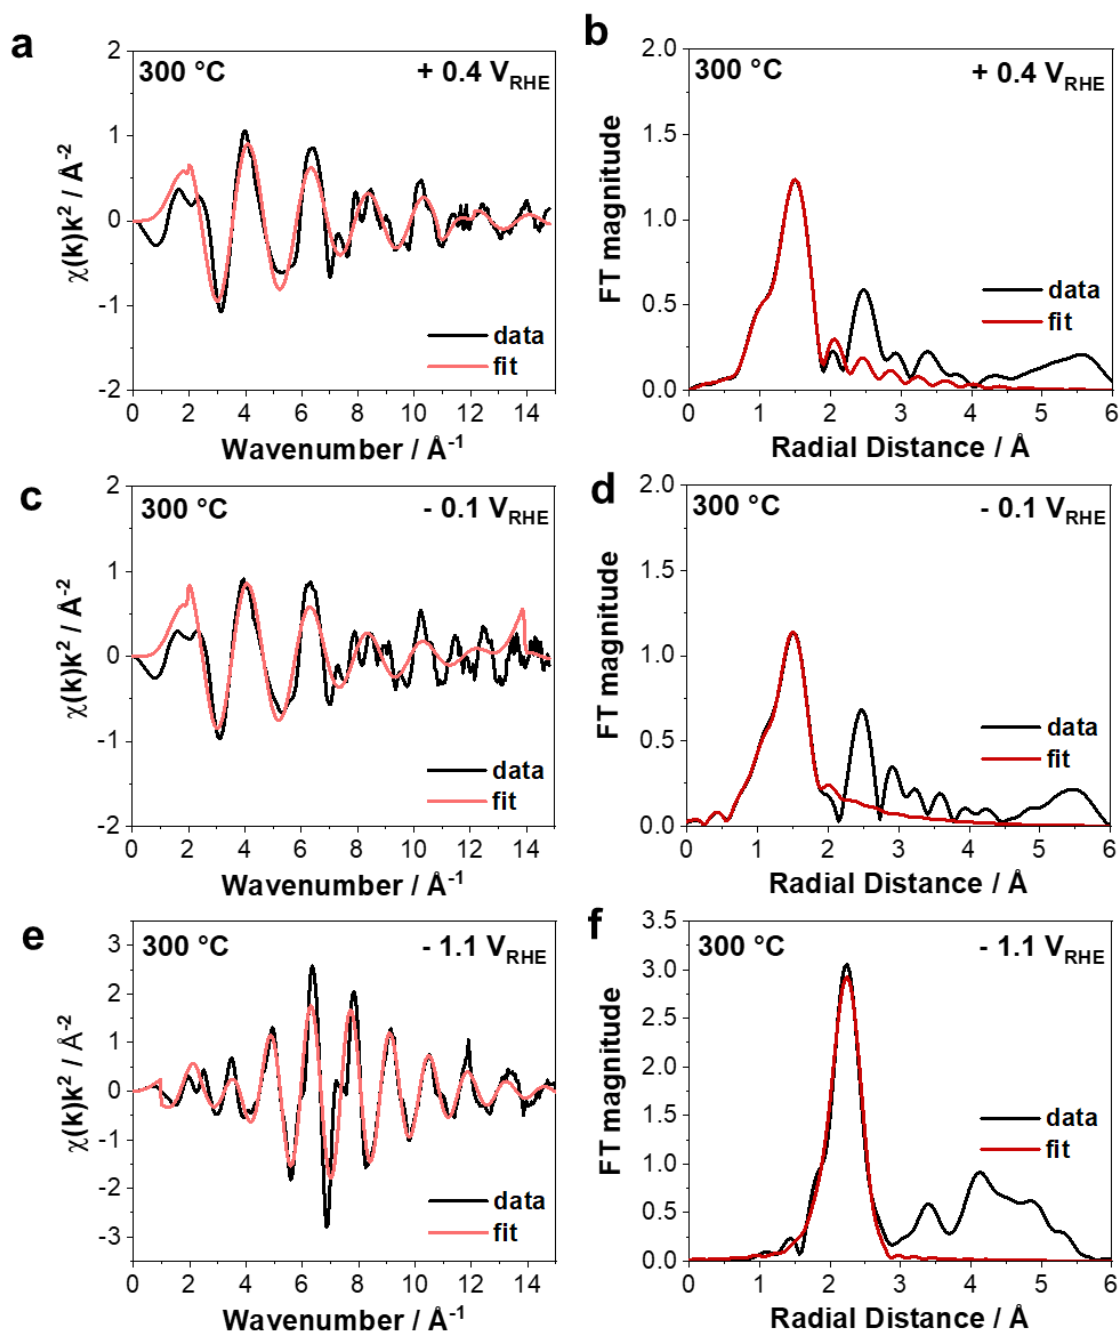 a
300 °C + 0.4 V_RHE
2
1
0
-1
-2
χ(k)k² / Å⁻²
data
fit
0 2 4 6 8 10 12 14
Wavenumber / Å⁻¹
b
300 °C + 0.4 V_RHE
2.0
1.5
1.0
0.5
0.0
FT magnitude
data
fit
0 1 2 3 4 5 6
Radial Distance / Å
c
300 °C - 0.1 V_RHE
2
1
0
-1
-2
χ(k)k² / Å⁻²
data
fit
0 2 4 6 8 10 12 14
Wavenumber / Å⁻¹
d
300 °C - 0.1 V_RHE
2.0
1.5
1.0
0.5
0.0
FT magnitude
data
fit
0 1 2 3 4 5 6
Radial Distance / Å
e
300 °C - 1.1 V_RHE
3
2
1
0
-1
-2
-3
χ(k)k² / Å⁻²
data
fit
0 2 4 6 8 10 12 14
Wavenumber / Å⁻¹
f
300 °C - 1.1 V_RHE
3.5
3.0
2.5
2.0
1.5
1.0
0.5
0.0
FT magnitude
data
fit
0 1 2 3 4 5 6
Radial Distance / Å